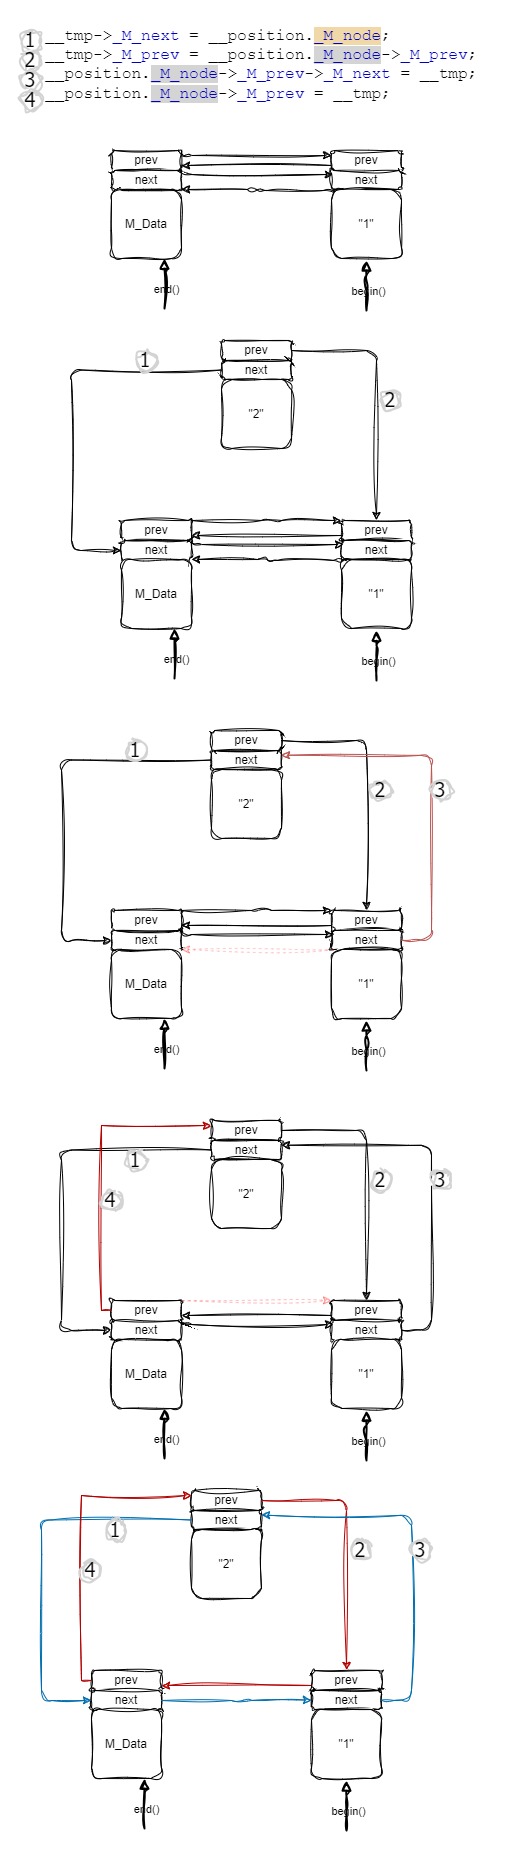 1 __tmp->_M_next = __position._M_node;
2 __tmp->_M_prev = __position._M_node->_M_prev;
3 __position._M_node->_M_prev->_M_next = __tmp;
4 __position._M_node->_M_prev = __tmp;
prev prev
next next
M_Data "1"
end() begin()
1 prev
next
2
"2"
prev prev
next next
M_Data "1"
end() begin()
prev
1 next
2 3
"2"
prev prev
next next
M_Data "1"
end() begin()
prev
1 next
2 3
4 "2"
prev prev
next next
M_Data "1"
end() begin()
prev
1 next
2 3
4 "2"
prev prev
next next
M_Data "1"
end() begin()